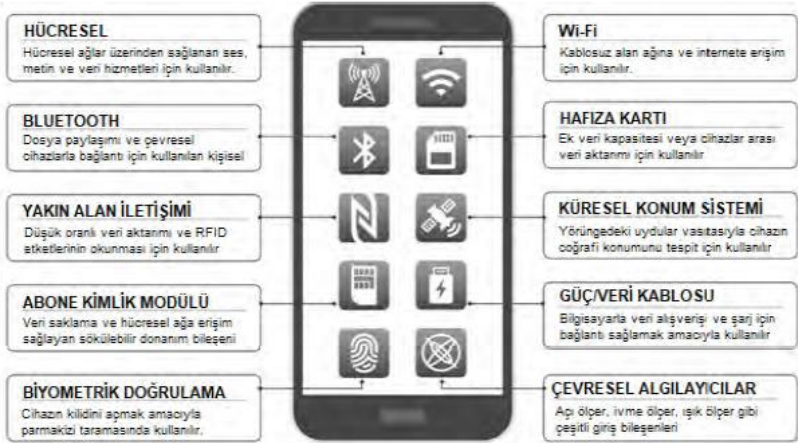 HÜCRESEL
Hücresel ağlar üzerinden sağlanan ses,
metin ve veri hizmetleri için kullanılır.
BLUETOOTH
Dosya paylaşımı ve çevresel
cihazlarla bağlantı için kullanılan kişisel
YAKIN ALAN İLETİŞİMİ
Düşük oranlı veri aktarımı ve RFID
etketlerinin okunması için kullanılır
ABONE KİMLİK MODÜLÜ
Veri saklama ve hücresel ağa erişim
sağlayan sökülebilir donanım bileşeni
BİYOMETRİK DOĞRULAMA
Cihazın kilidini açmak amacıyla
parmakizi taramasında kullanılır.
Wi-Fi
Kablosuz alan ağına ve internete erişim
için kullanılır.
HAFIZA KARTI
Ek veri kapasitesi veya cihazlar arası
veri aktarımı için kullanılır
KÜRESEL KONUM SİSTEMİ
Yörüngedeki uydular vasıtasıyla cihazın
coğrafi konumunu tespit için kullanılır
GÜÇ/VERİ KABLOSU
Bilgisayarla veri alışverişi ve şarj için
bağlantı sağlamak amacıyla kullanılır
ÇEVRESEL ALGILAYICILAR
Açı ölçer, ivme ölçer, ışık ölçer gibi
çeşitli giriş bileşenleri